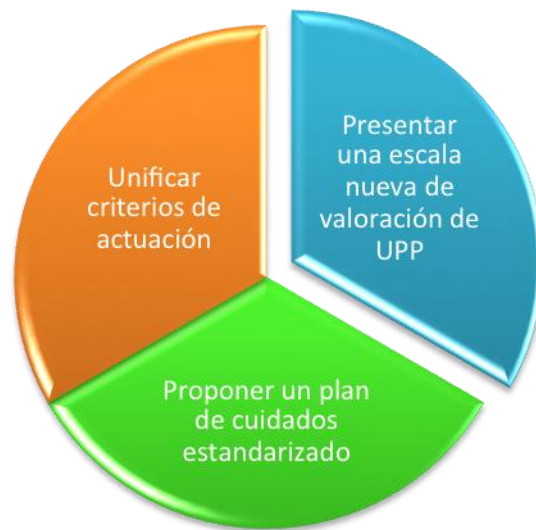 Presentar
una escala
nueva de
valoración de
UPP
Proponer un plan
de cuidados
estandarizado
Unificar
criterios de
actuación